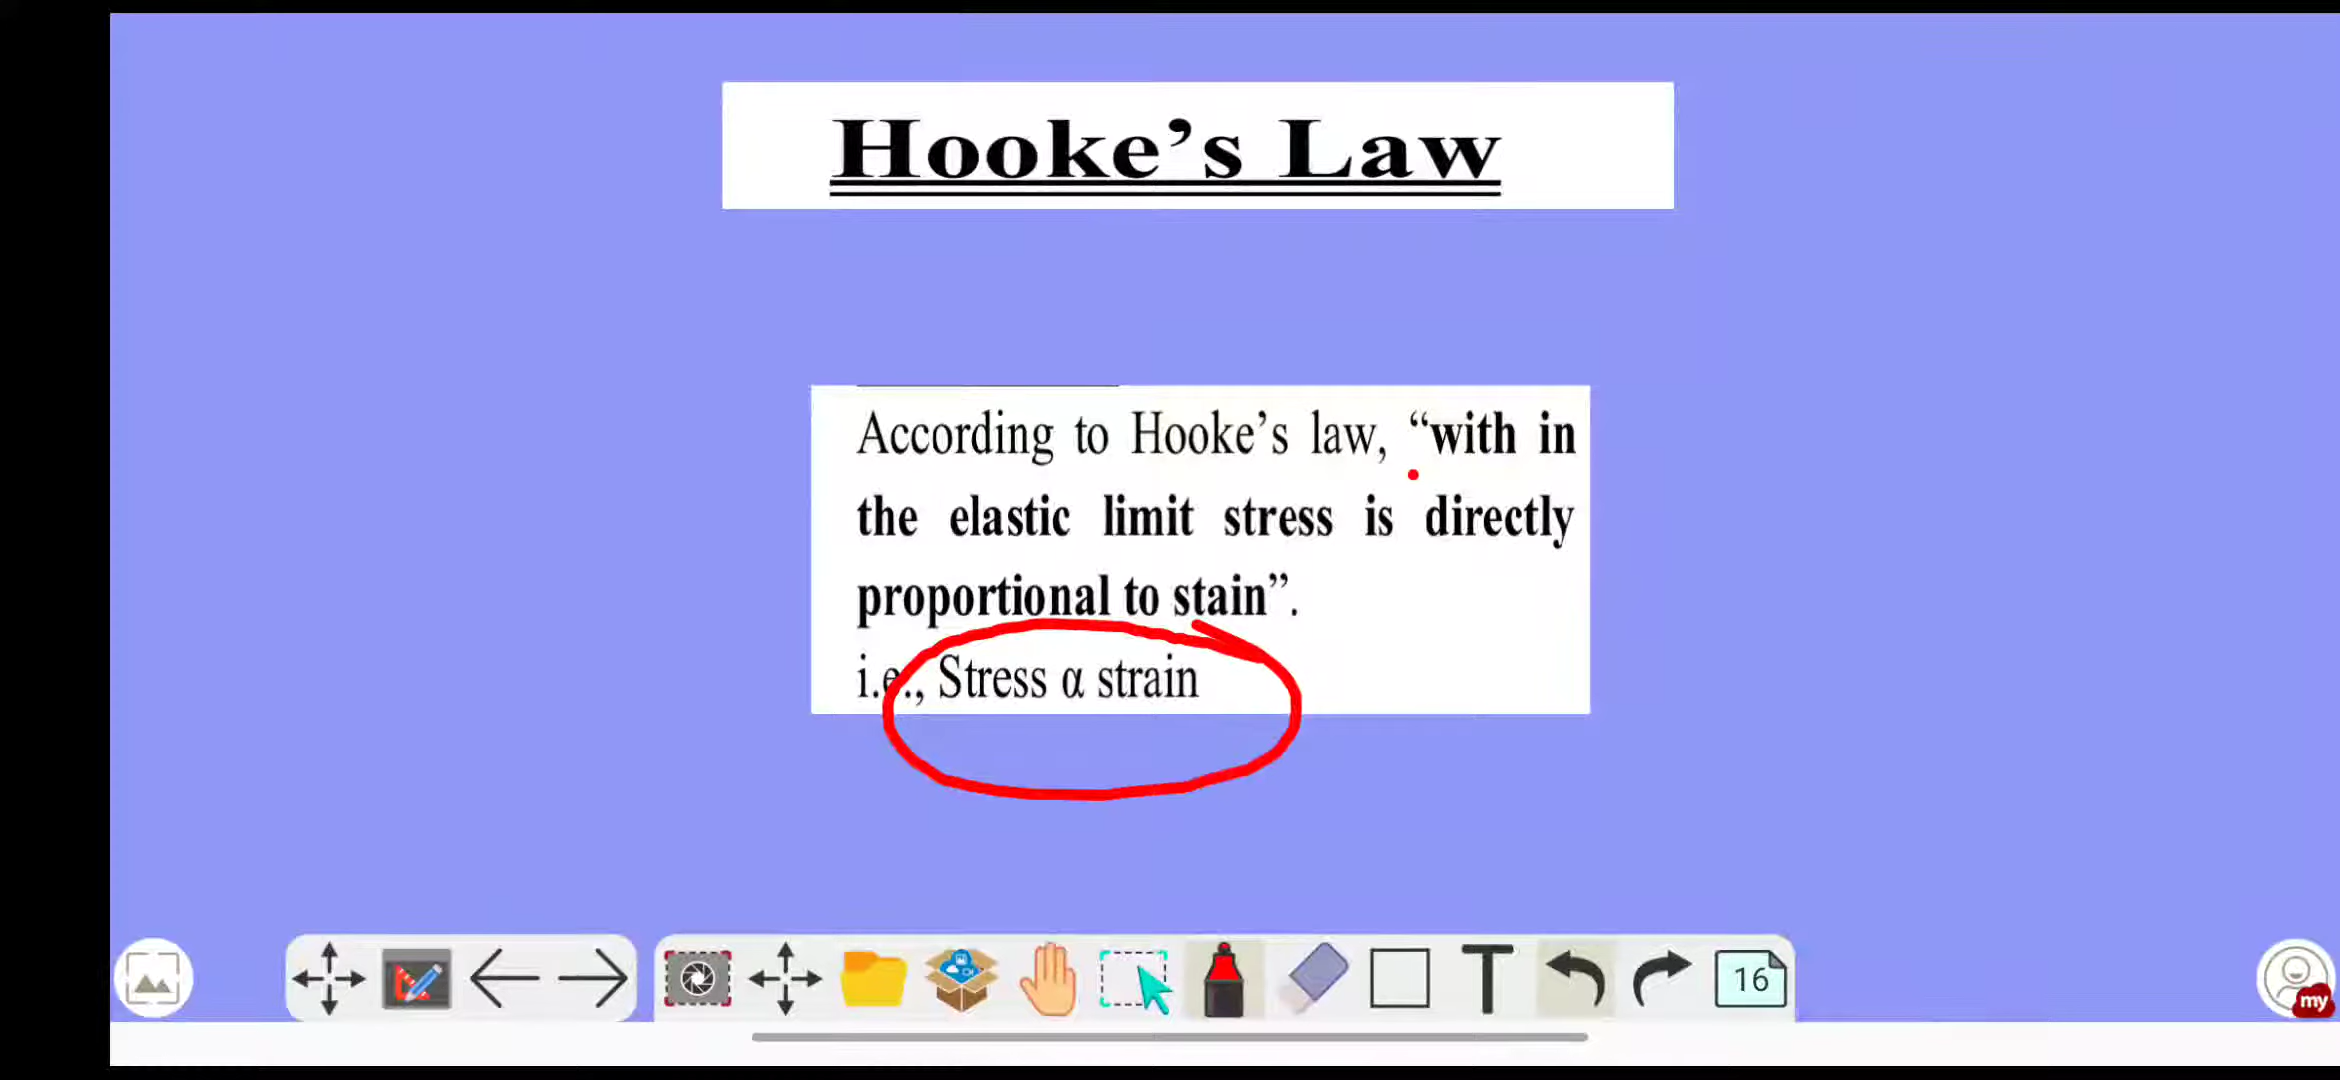 Hooke’s Law
According to Hooke’s law, “with in
the elastic limit stress is directly
proportional to stain”.
i.e., Stress α strain
16
my